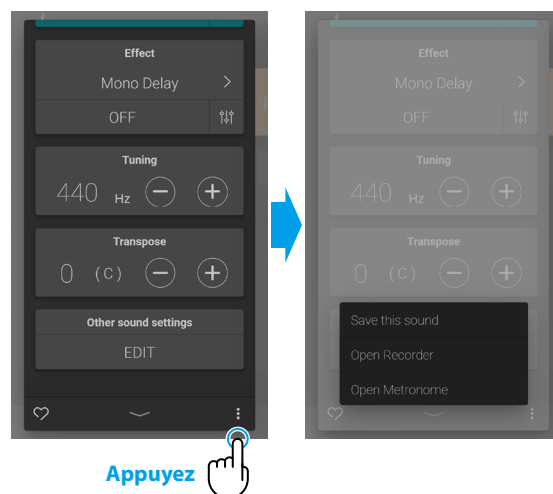 Effect
Mono Delay
OFF
Tuning
440 Hz
Transpose
0 (C)
Other sound settings
EDIT
Appuyez
Effect
Mono Delay
OFF
Tuning
440 Hz
Transpose
0 (C)
Save this sound
Open Recorder
Open Metronome